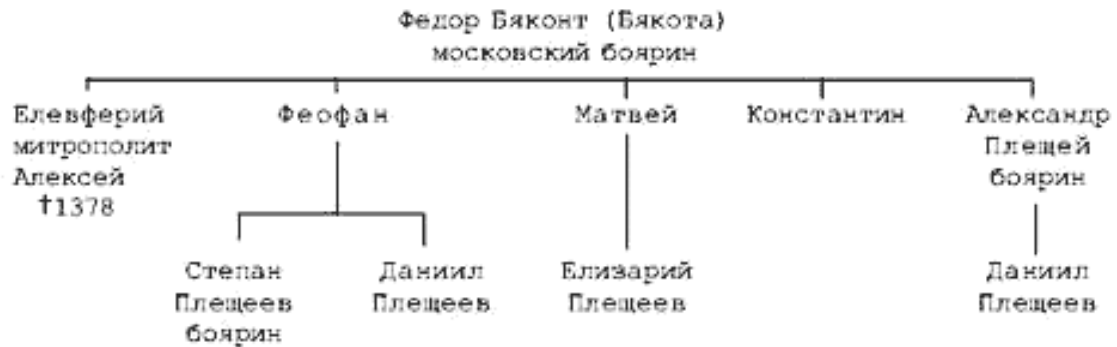 Федор Бяконт (Бякота)
московский боярин
Елевферий
митрополит
Алексей
†1378
Феофан
Матвей
Константин
Александр
Плещей
боярин
Степан
Плещеев
боярин
Даниил
Плещеев
Елизарий
Плещеев
Даниил
Плещеев